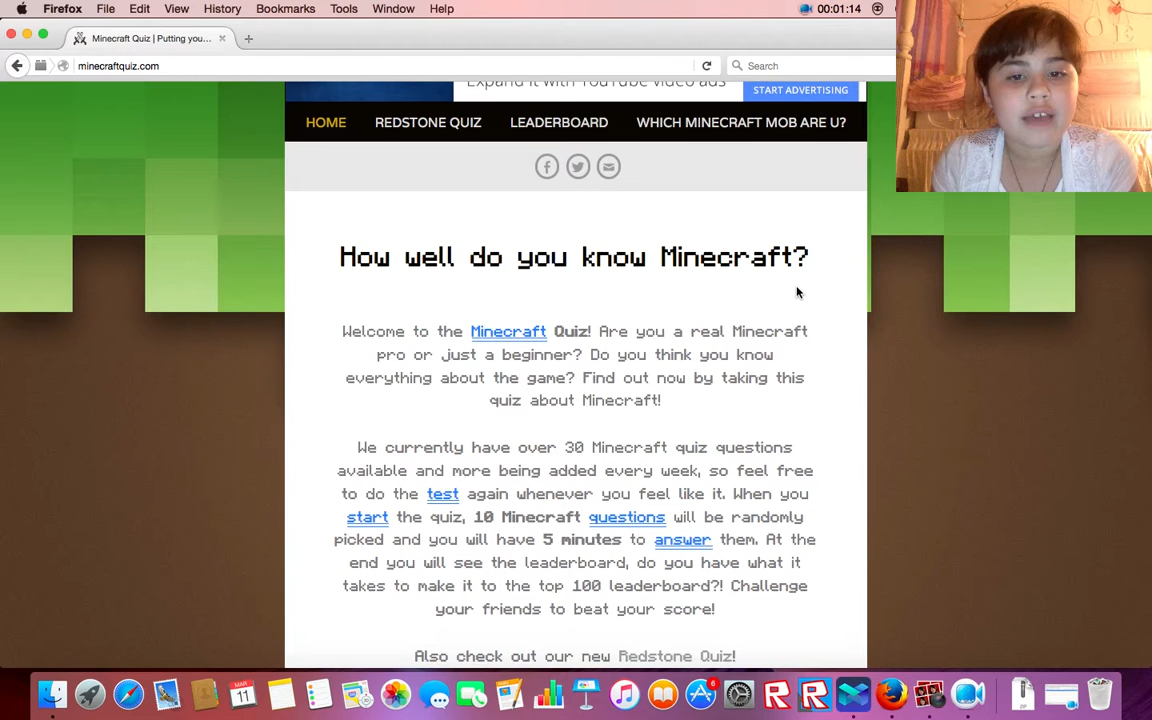 Firefox File Edit View History Bookmarks Tools Window Help 00:01:14
Minecraft Quiz | Putting you...
minecraftquiz.com Search
Expand it with YouTube video ads
START ADVERTISING
HOME REDSTONE QUIZ LEADERBOARD WHICH MINECRAFT MOB ARE U?
How well do you know Minecraft?
Welcome to the Minecraft Quiz! Are you a real Minecraft
pro or just a beginner? Do you think you know
everything about the game? Find out now by taking this
quiz about Minecraft!
We currently have over 30 Minecraft quiz questions
available and more being added every week, so feel free
to do the test again whenever you feel like it. When you
start the quiz, 10 Minecraft questions will be randomly
picked and you will have 5 minutes to answer them. At the
end you will see the leaderboard, do you have what it
takes to make it to the top 100 leaderboard?! Challenge
your friends to beat your score!
Also check out our new Redstone Quiz!
MAR
11
6